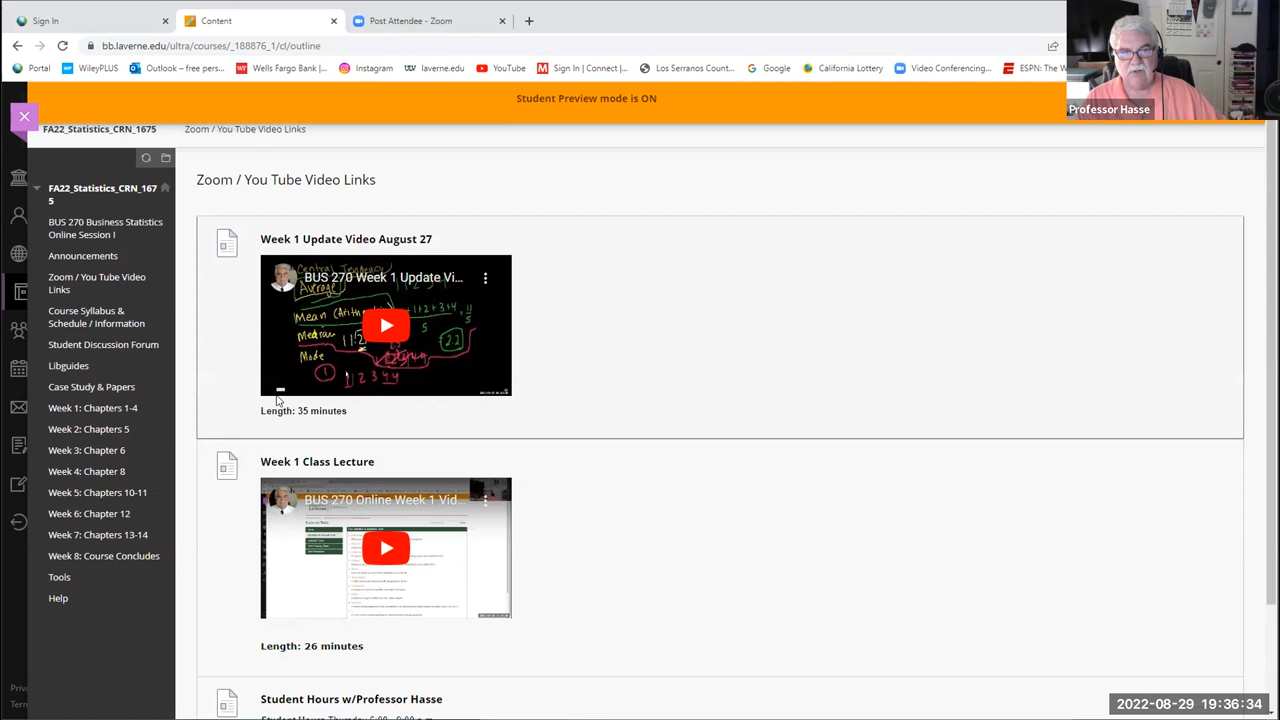 Sign In
Content
Post Attendee - Zoom
bb.laverne.edu/ultra/courses/_188876_1/cl/outline
Portal
WileyPLUS
Outlook – free pers...
Wells Fargo Bank |...
Instagram
laverne.edu
YouTube
Sign In | Connect |...
Los Serranos Count...
Google
California Lottery
Video Conferencing...
ESPN: The W
Professor Hasse
Student Preview mode is ON
FA22_Statistics_CRN_1675
Zoom / You Tube Video Links
FA22_Statistics_CRN_167
5
BUS 270 Business Statistics
Online Session I
Announcements
Zoom / You Tube Video
Links
Course Syllabus &
Schedule / Information
Student Discussion Forum
Libguides
Case Study & Papers
Week 1: Chapters 1-4
Week 2: Chapters 5
Week 3: Chapter 6
Week 4: Chapter 8
Week 5: Chapters 10-11
Week 6: Chapter 12
Week 7: Chapters 13-14
Week 8: Course Concludes
Tools
Help
Priv
Term
Zoom / You Tube Video Links
Week 1 Update Video August 27
Central Tendency
BUS 270 Week 1 Update Vi...
Average
Mean
Median
Mode
Length: 35 minutes
Week 1 Class Lecture
BUS 270 Online Week 1 Vid...
Length: 26 minutes
Student Hours w/Professor Hasse
2022-08-29 19:36:34